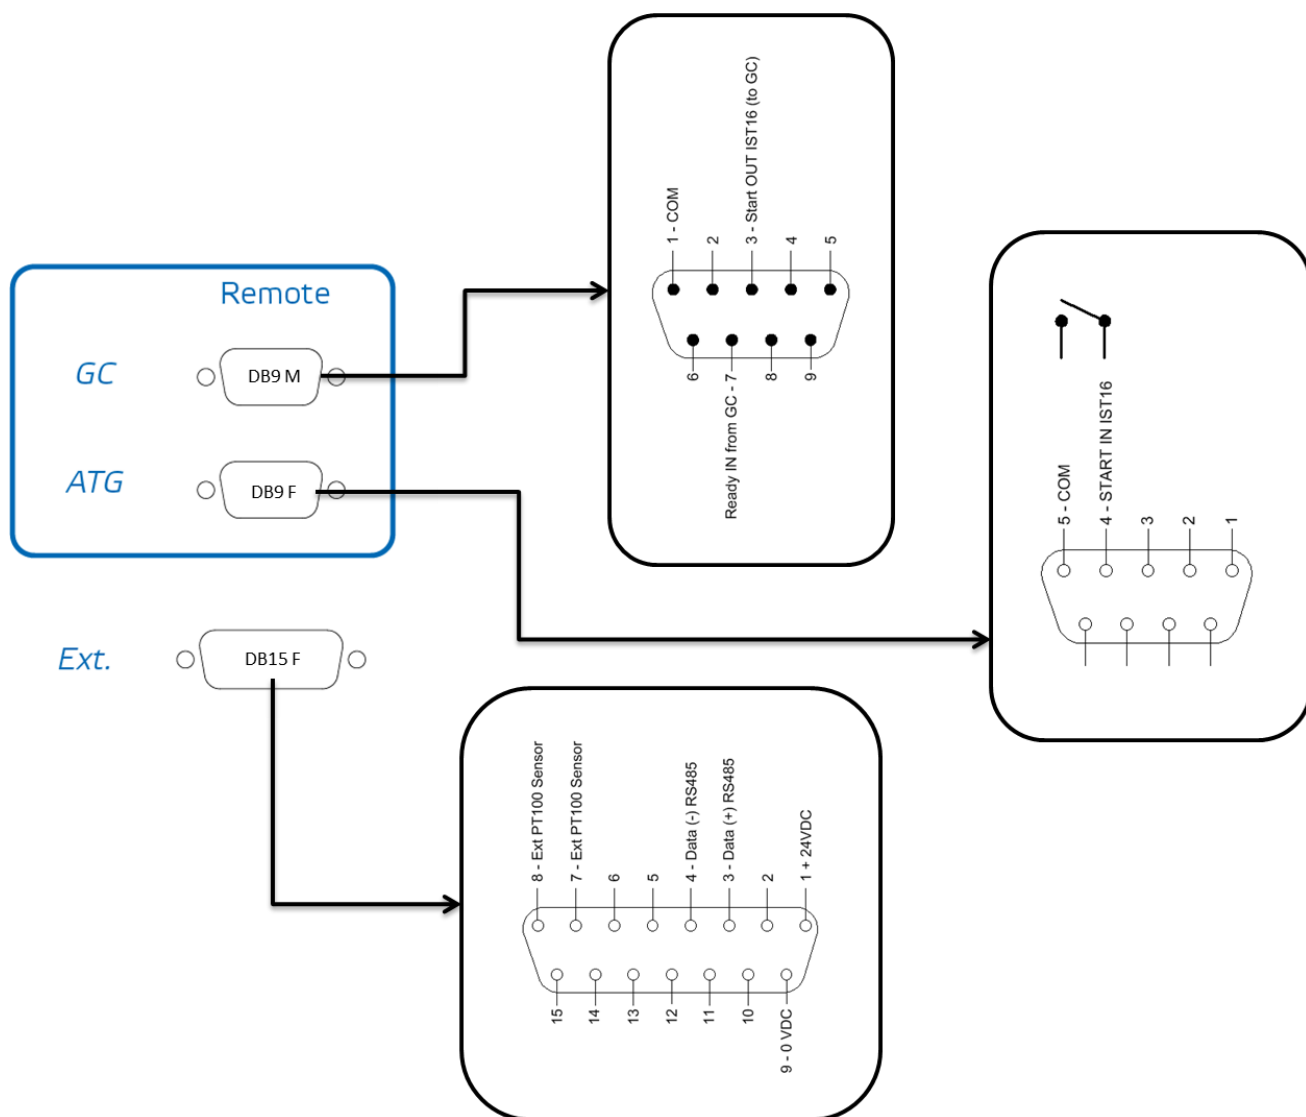 Remote
GC
DB9 M
ATG
DB9 F
Ext.
DB15 F
1 - COM
2
3 - Start OUT IST16 (to GC)
4
5
6
Ready IN from GC - 7
8
9
5 - COM
4 - START IN IST16
3
2
1
8 - Ext PT100 Sensor
7 - Ext PT100 Sensor
6
5
4 - Data (-) RS485
3 - Data (+) RS485
2
1 + 24VDC
15
14
13
12
11
10
9 - 0 VDC